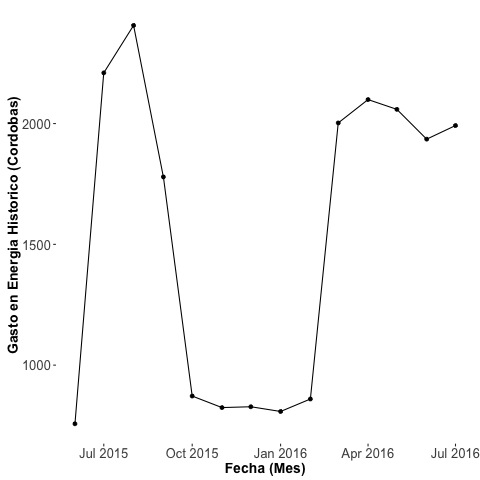 Gasto en Energia Historico (Cordobas)
2000
1500
1000
Jul 2015 Oct 2015 Jan 2016 Apr 2016 Jul 2016
Fecha (Mes)